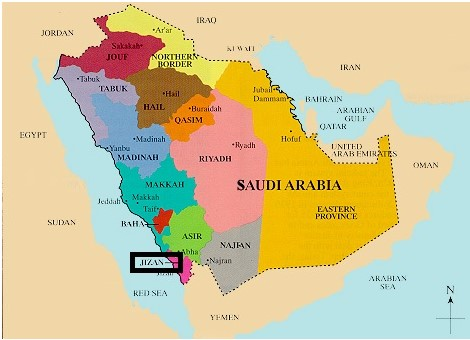 IRAQ
JORDAN
Ar'ar
Sakakah
JOUF
NORTHERN
BORDER
KUWAIT
IRAN
Tabuk
TABUK
HAIL
Hail
Jubail
Dammam
BAHRAIN
ARABIAN
GULF
QATAR
Buraidah
QASIM
EGYPT
Madinah
Yanbu
MADINAH
Hofuf
UNITED
ARAB EMIRATES
Ryadh
RIYADH
OMAN
MAKKAH
SAUDI ARABIA
Jeddah
Makkah
Taif
EASTERN
PROVINCE
SUDAN
BAHA
ASIR
NAJRAN
Abha
Najran
JIZAN
RED SEA
YEMEN
ARABIAN
SEA
N